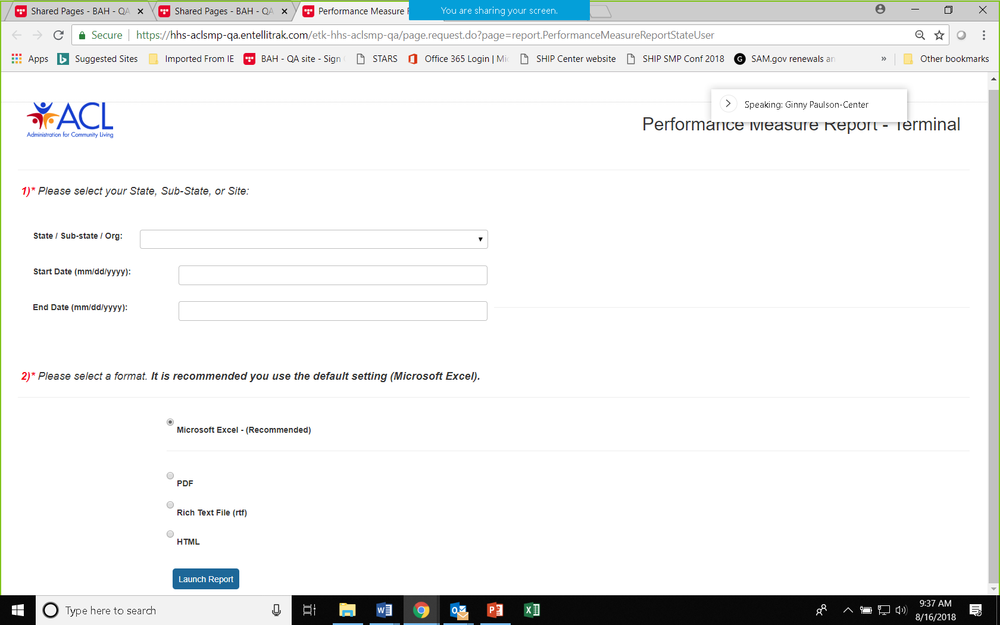 Shared Pages - BAH - QA
Shared Pages - BAH - QA
Performance Measure
You are sharing your screen.
Secure
https://hhs-aclsmp-qa.entellitrak.com/etk-hhs-aclsmp-qa/page.request.do?page=report.PerformanceMeasureReportStateUser
Apps
Suggested Sites
Imported From IE
BAH - QA site - Sign
STARS
Office 365 Login | Mic
SHIP Center website
SHIP SMP Conf 2018
G
SAM.gov renewals an
»
Other bookmarks
Speaking: Ginny Paulson-Center
ACL
Administration for Community Living
Performance Measure Report - Terminal
1)* Please select your State, Sub-State, or Site:
State / Sub-state / Org:
Start Date (mm/dd/yyyy):
End Date (mm/dd/yyyy):
2)* Please select a format. It is recommended you use the default setting (Microsoft Excel).
Microsoft Excel - (Recommended)
PDF
Rich Text File (rtf)
HTML
Launch Report
Type here to search
9:37 AM
8/16/2018